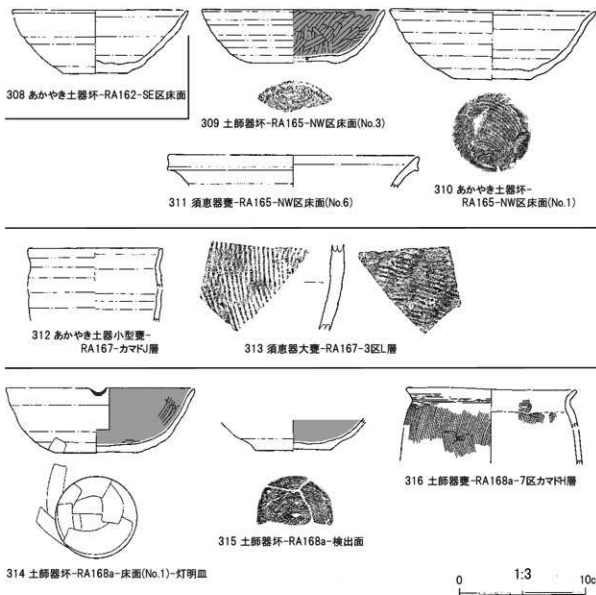 308 あかやき土器坏-RA162-SE区床面
309 土師器坏-RA165-NW区床面(No.3)
310 あかやき土器坏-
RA165-NW区床面(No.1)
311 須恵器甕-RA165-NW区床面(No.6)
312 あかやき土器小型甕-
RA167-カマドJ層
313 須恵器大甕-RA167-3区L層
314 土師器坏-RA168a-床面(No.1)-灯明皿
315 土師器坏-RA168a-検出面
316 土師器甕-RA168a-7区カマドH層
0 1:3 10c